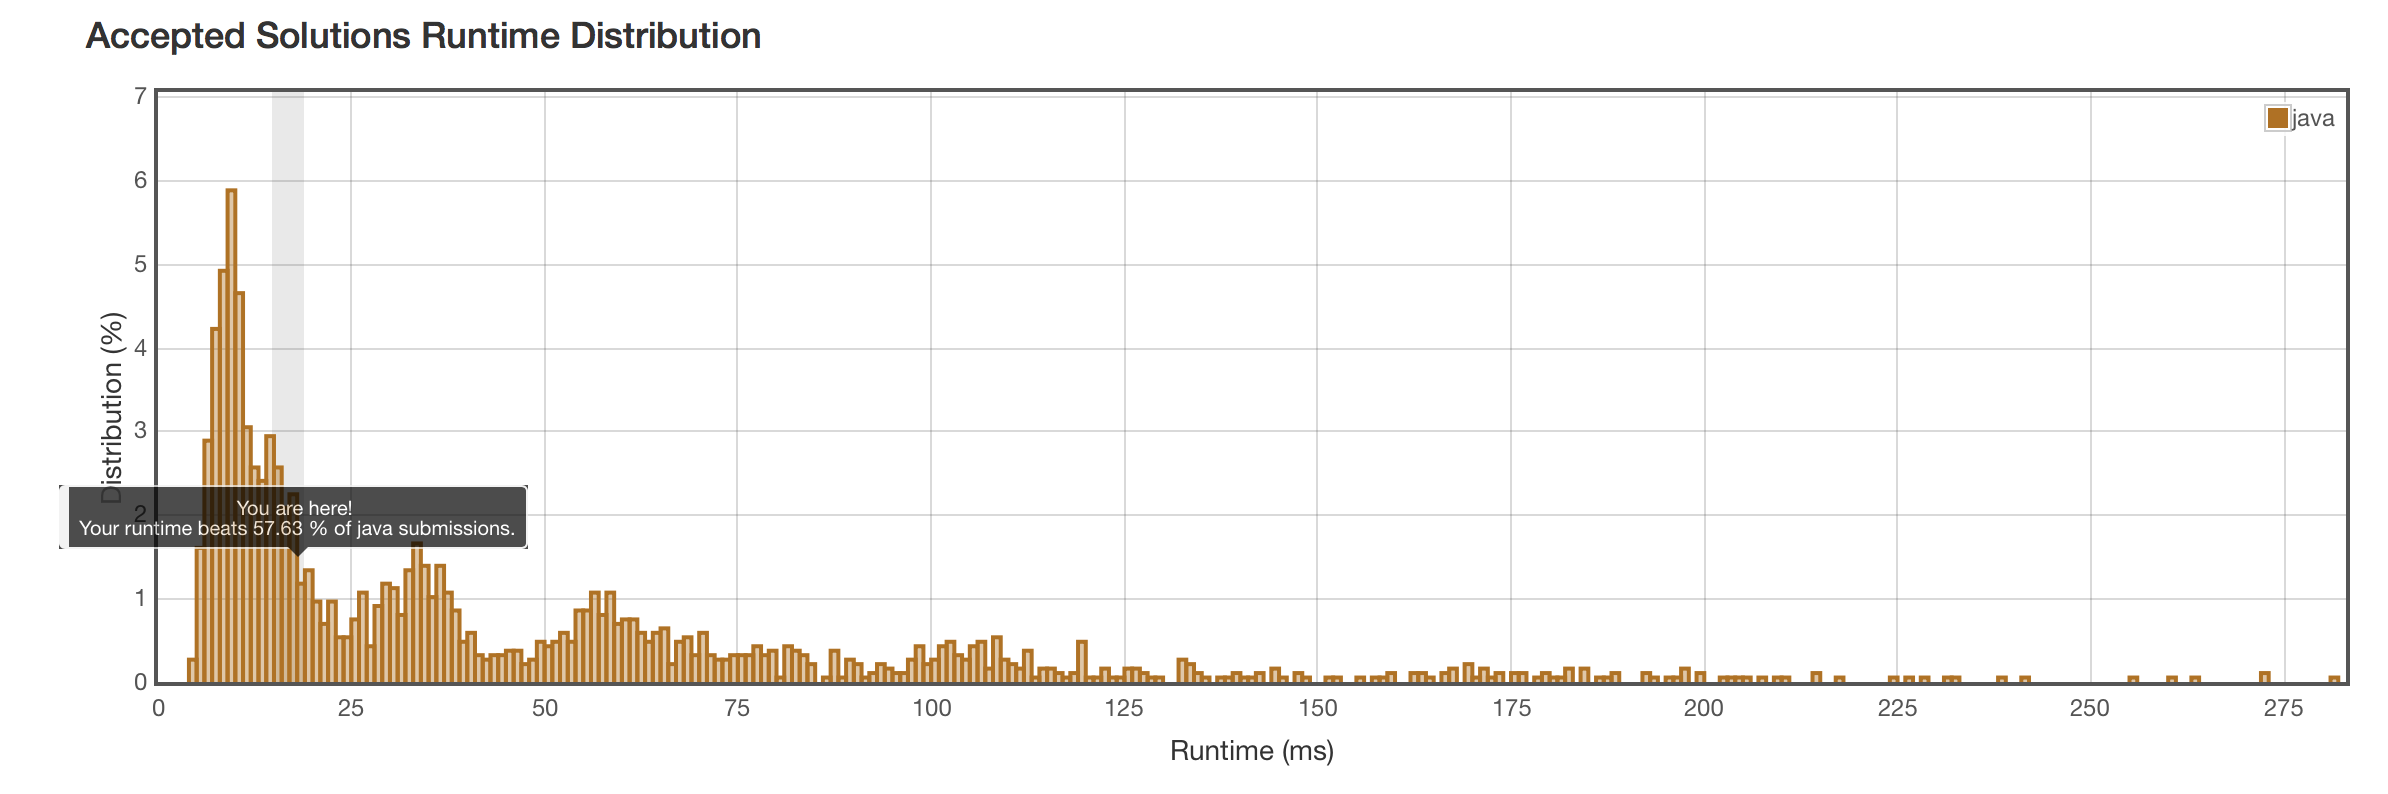 Accepted Solutions Runtime Distribution
7
java
6
5
4
3
2
1
0
Distribution (%)
You are here!
Your runtime beats 57.63 % of java submissions.
0 25 50 75 100 125 150 175 200 225 250 275
Runtime (ms)